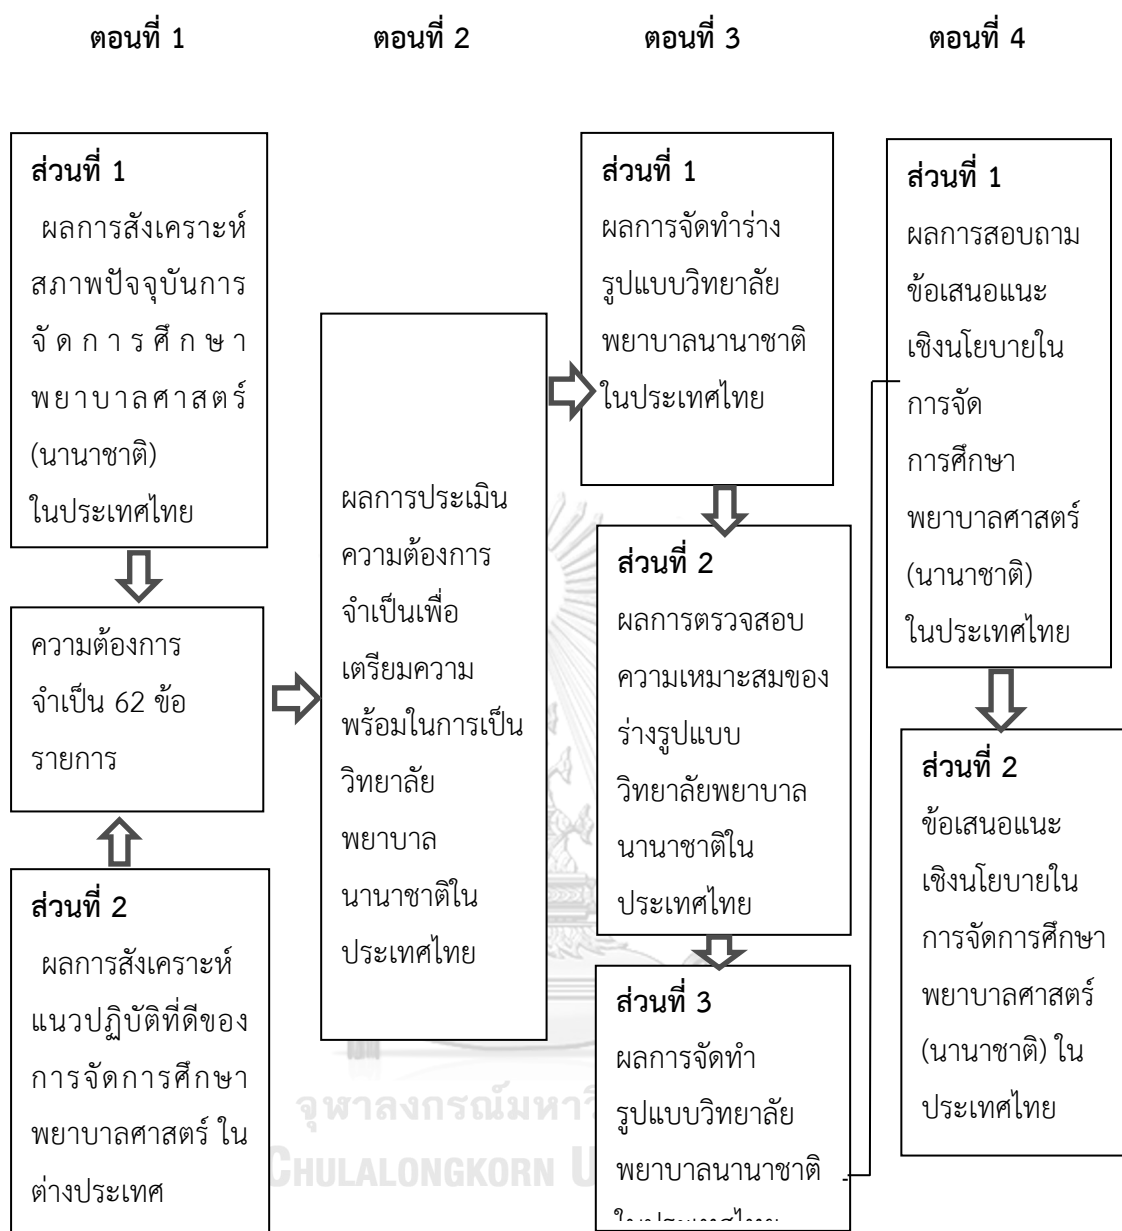 ตอนที่ 1
ตอนที่ 2
ตอนที่ 3
ตอนที่ 4
ส่วนที่ 1
ผลการสังเคราะห์
สภาพปัจจุบันการ
จัดการศึกษา
พยาบาลศาสตร์
(นานาชาติ)
ในประเทศไทย
ความต้องการ
จำเป็น 62 ข้อ
รายการ
ส่วนที่ 2
ผลการสังเคราะห์
แนวปฏิบัติที่ดีของ
การจัดการศึกษา
พยาบาลศาสตร์ ใน
ต่างประเทศ
ผลการประเมิน
ความต้องการ
จำเป็นเพื่อ
เตรียมความ
พร้อมในการเป็น
วิทยาลัย
พยาบาล
นานาชาติใน
ประเทศไทย
ส่วนที่ 1
ผลการจัดทำร่าง
รูปแบบวิทยาลัย
พยาบาลนานาชาติ
ในประเทศไทย
ส่วนที่ 2
ผลการตรวจสอบ
ความเหมาะสมของ
ร่างรูปแบบ
วิทยาลัยพยาบาล
นานาชาติใน
ประเทศไทย
ส่วนที่ 3
ผลการจัดทำ
รูปแบบวิทยาลัย
พยาบาลนานาชาติ
ในประเทศไทย
ส่วนที่ 1
ผลการสอบถาม
ข้อเสนอแนะ
เชิงนโยบายใน
การจัด
การศึกษา
พยาบาลศาสตร์
(นานาชาติ)
ในประเทศไทย
ส่วนที่ 2
ข้อเสนอแนะ
เชิงนโยบายใน
การจัดการศึกษา
พยาบาลศาสตร์
(นานาชาติ) ใน
ประเทศไทย
จุฬาลงกรณ์มหาวิ
CHULALONGKORN U